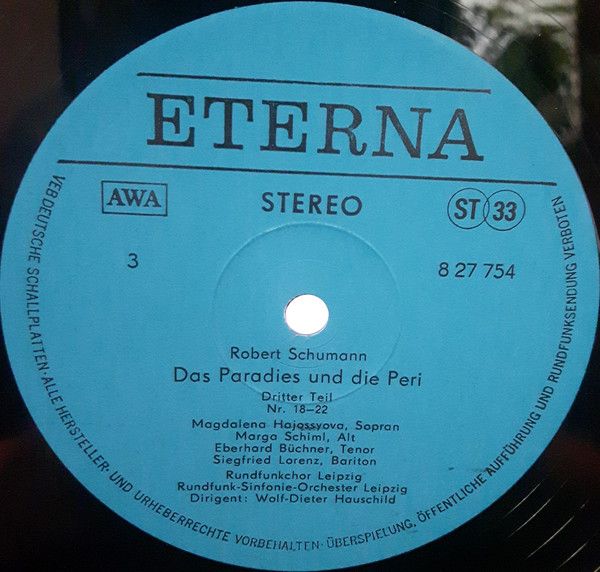 ETERNA
AWA
STEREO
ST 33
3
8 27 754
Robert Schumann
Das Paradies und die Peri
Dritter Teil
Nr. 18–22
Magdalena Hajossyova, Sopran
Marga Schiml, Alt
Eberhard Büchner, Tenor
Siegfried Lorenz, Bariton
Rundfunkchor Leipzig
Rundfunk-Sinfonie-Orchester Leipzig
Dirigent: Wolf-Dieter Hauschild
VEB DEUTSCHE SCHALLPLATTEN · ALLE HERSTELLER- UND URHEBERRECHTE VORBEHALTEN · ÜBERSPIELUNG, ÖFFENTLICHE AUFFÜHRUNG UND RUNDFUNKSENDUNG VERBOTEN